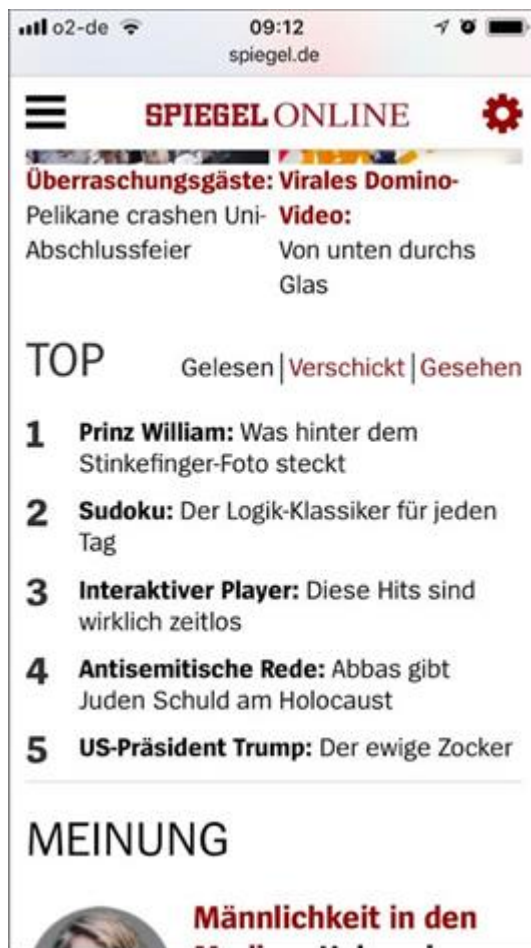 o2-de 09:12
spiegel.de
SPIEGEL ONLINE
Überraschungsgäste:
Pelikane crashen Uni-
Abschlussfeier
Virales Domino-
Video:
Von unten durchs
Glas
TOP Gelesen|Verschickt|Gesehen
1 Prinz William: Was hinter dem
Stinkefinger-Foto steckt
2 Sudoku: Der Logik-Klassiker für jeden
Tag
3 Interaktiver Player: Diese Hits sind
wirklich zeitlos
4 Antisemitische Rede: Abbas gibt
Juden Schuld am Holocaust
5 US-Präsident Trump: Der ewige Zocker
MEINUNG
Männlichkeit in den